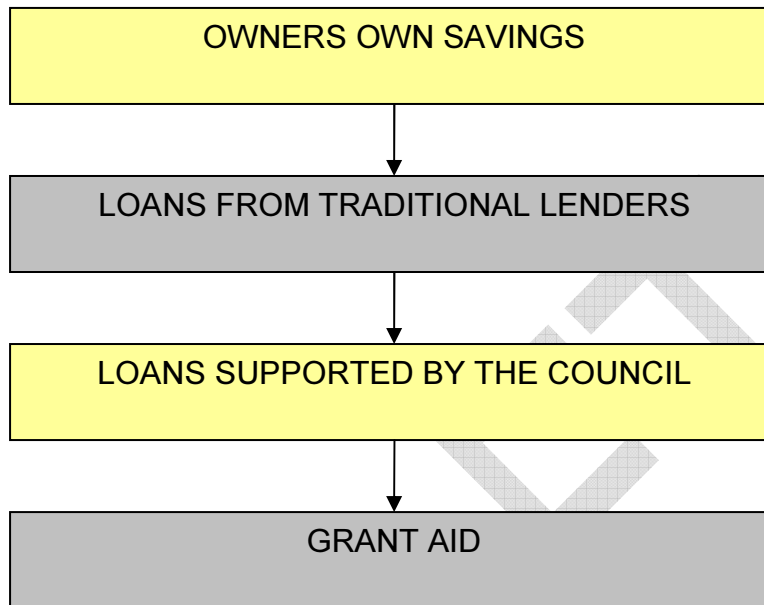 OWNERS OWN SAVINGS
LOANS FROM TRADITIONAL LENDERS
LOANS SUPPORTED BY THE COUNCIL
GRANT AID